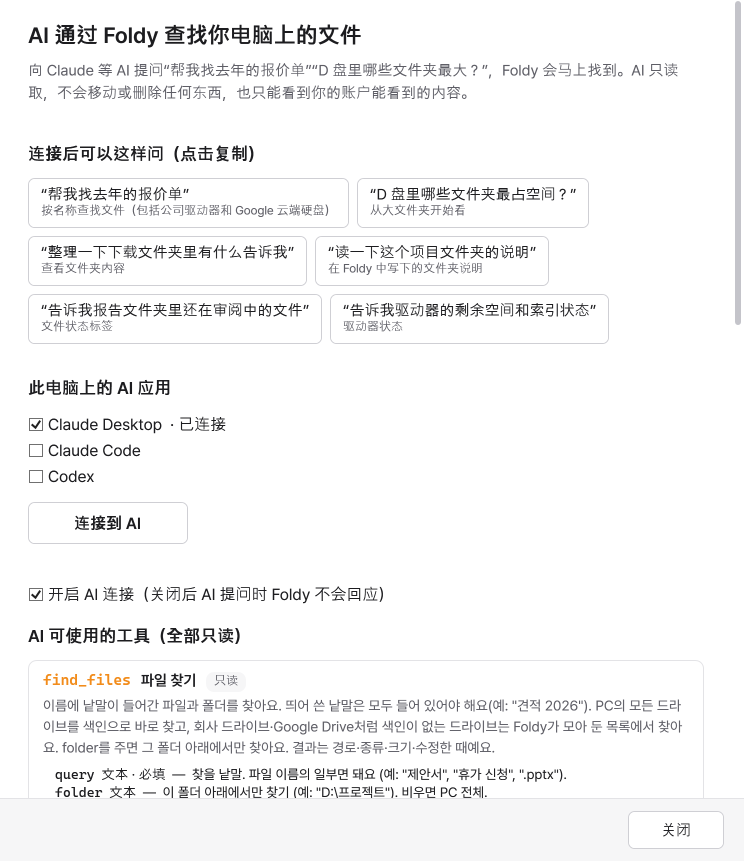 AI 通过 Foldy 查找你电脑上的文件
向 Claude 等 AI 提问“帮我找去年的报价单”“D 盘里哪些文件夹最大？”，Foldy 会马上找到。AI 只读
取，不会移动或删除任何东西，也只能看到你的账户能看到的内容。
连接后可以这样问（点击复制）
“帮我找去年的报价单”
按名称查找文件（包括公司驱动器和 Google 云端硬盘）
“D 盘里哪些文件夹最占空间？”
从大文件夹开始看
“整理一下下载文件夹里有什么告诉我”
查看文件夹内容
“读一下这个项目文件夹的说明”
在 Foldy 中写下的文件夹说明
“告诉我报告文件夹里还在审阅中的文件”
文件状态标签
“告诉我驱动器的剩余空间和索引状态”
驱动器状态
此电脑上的 AI 应用
Claude Desktop · 已连接
Claude Code
Codex
连接到 AI
开启 AI 连接（关闭后 AI 提问时 Foldy 不会回应）
AI 可使用的工具（全部只读）
find_files 파일 찾기 只读
이름에 낱말이 들어간 파일과 폴더를 찾아요. 띄어 쓴 낱말은 모두 들어 있어야 해요(예: "견적 2026"). PC의 모든 드라
이브를 색인으로 바로 찾고, 회사 드라이브·Google Drive처럼 색인이 없는 드라이브는 Foldy가 모아 둔 목록에서 찾아
요. folder를 주면 그 폴더 아래에서만 찾아요. 결과는 경로·종류·크기·수정한 때예요.
query 文本 · 必填 — 찾을 낱말. 파일 이름의 일부면 돼요 (예: "제안서", "휴가 신청", ".pptx").
folder 文本 — 이 폴더 아래에서만 찾기 (예: "D:\프로젝트"). 비우면 PC 전체.
关闭